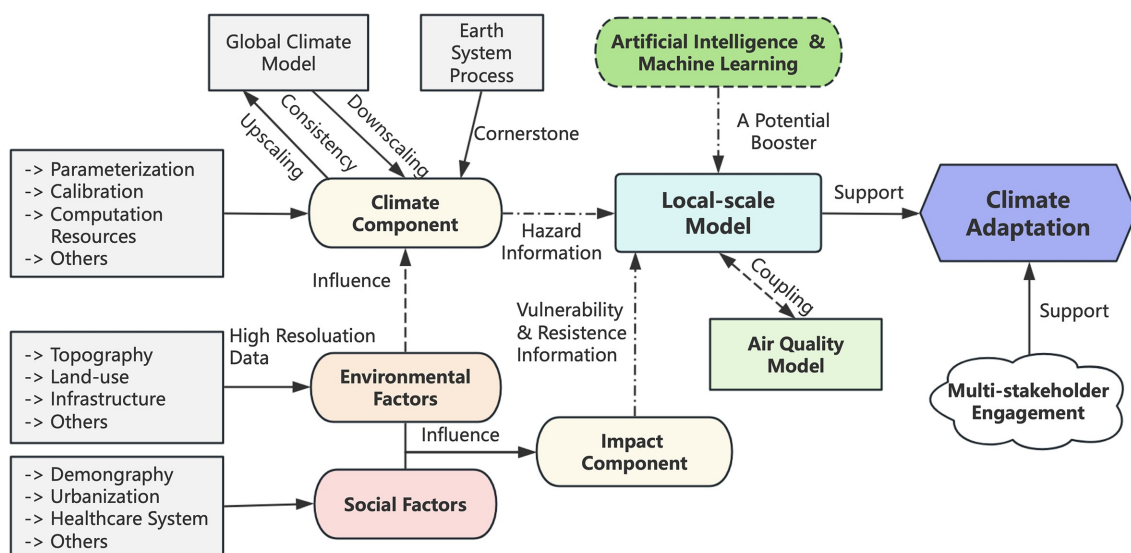 Global Climate
Model
Earth
System
Process
Artificial Intelligence &
Machine Learning
Upscaling
Consistency
Downscaling
Cornerstone
A Potential
Booster
-> Parameterization
-> Calibration
-> Computation
Resources
-> Others
Climate
Component
Hazard
Information
Local-scale
Model
Support
Climate
Adaptation
Influence
Vulnerability
& Resistence
Information
Coupling
Air Quality
Model
Support
Multi-stakeholder
Engagement
-> Topography
-> Land-use
-> Infrastructure
-> Others
High Resoluation
Data
Environmental
Factors
Influence
Impact
Component
-> Demongraphy
-> Urbanization
-> Healthcare System
-> Others
Social Factors